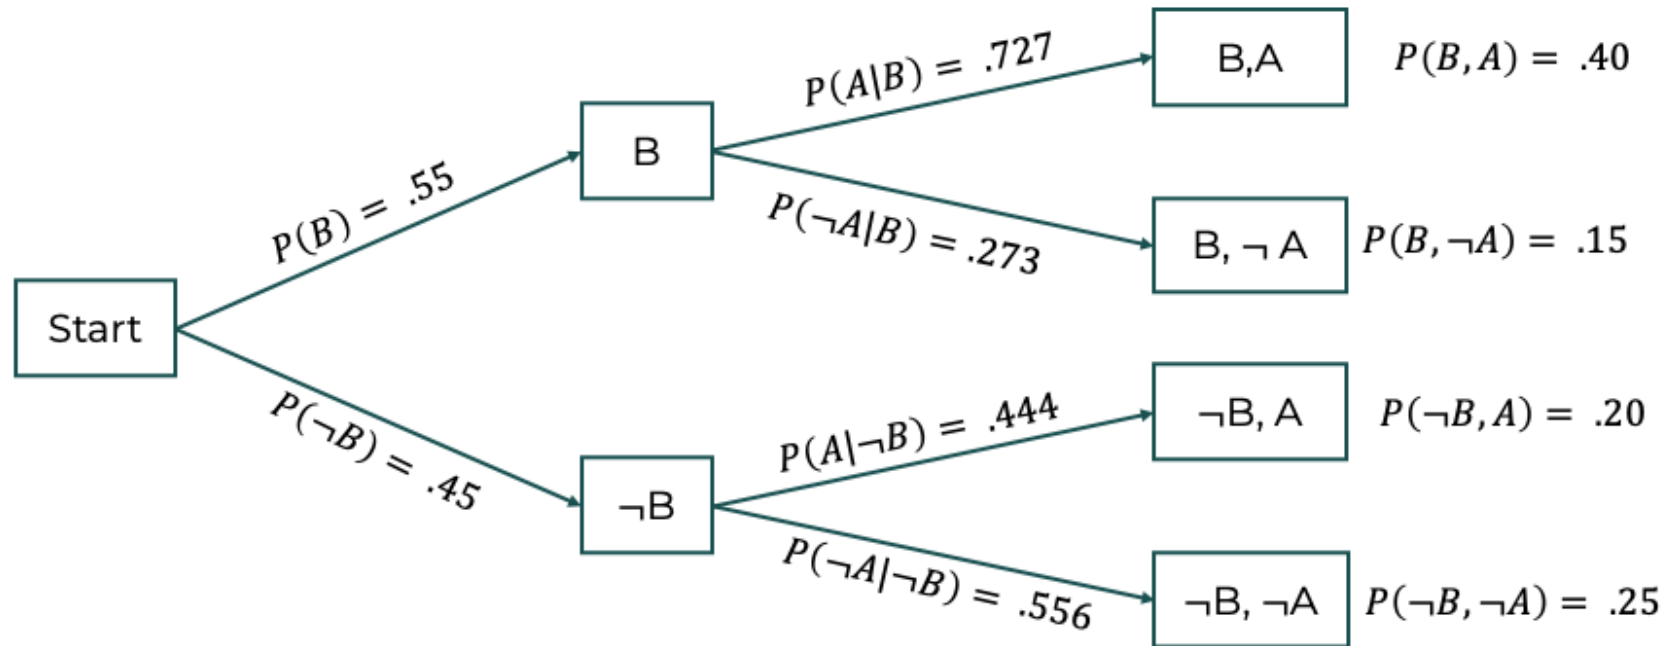 P(A|B) = .727
B,A
P(B, A) = .40
B
P(B) = .55
P(¬A|B) = .273
B, ¬ A
P(B, ¬A) = .15
Start
P(¬B) = .45
P(A|¬B) = .444
¬B, A
P(¬B, A) = .20
¬B
P(¬A|¬B) = .556
¬B, ¬A
P(¬B, ¬A) = .25